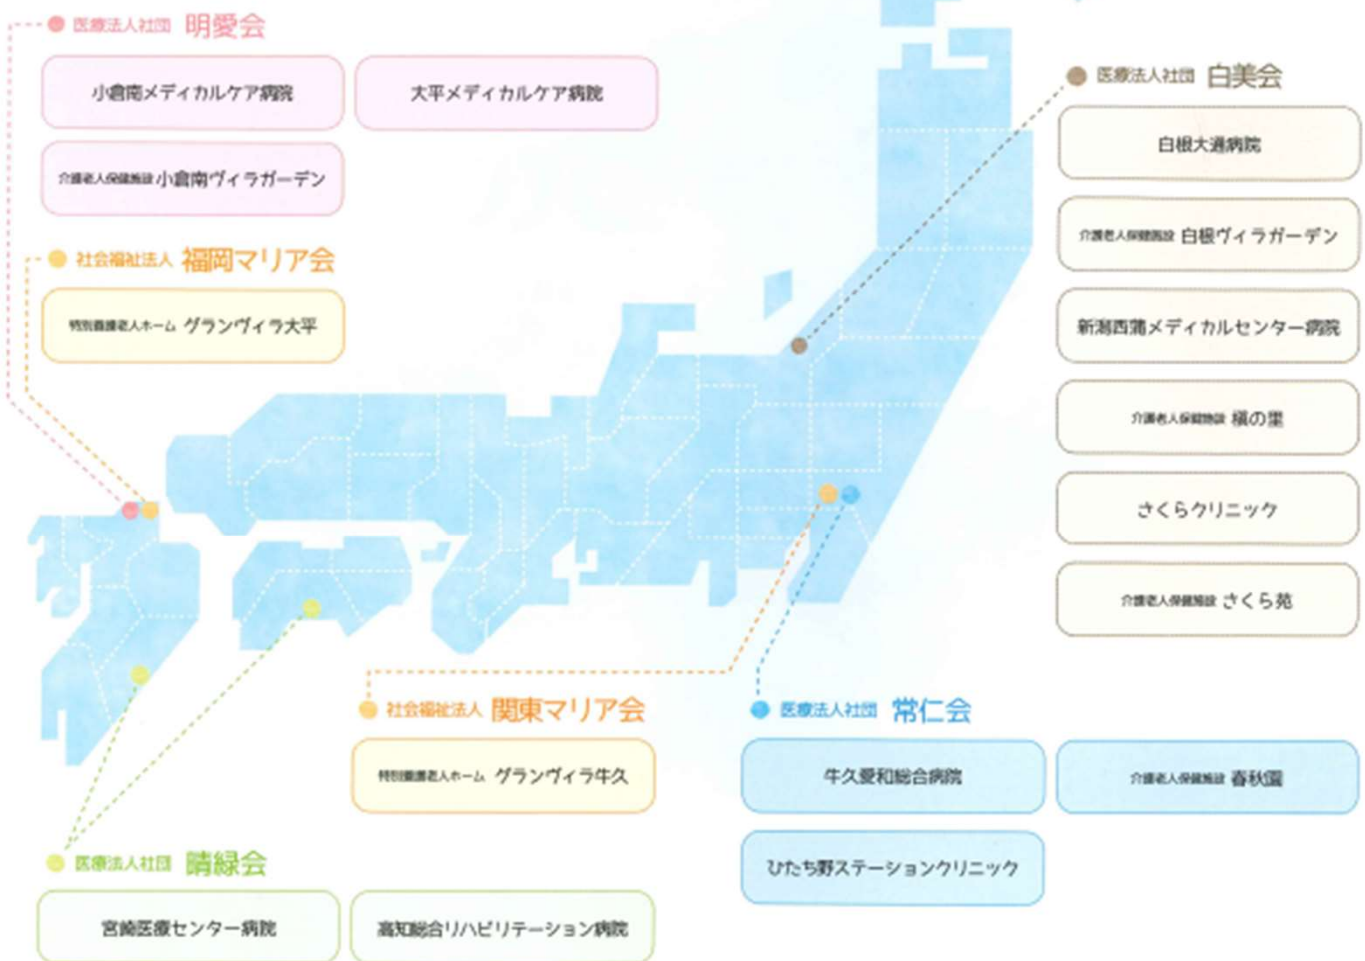 医療法人社団 明愛会
小倉南メディカルケア病院
大平メディカルケア病院
介護老人保健施設 小倉南ヴィラガーデン
社会福祉法人 福岡マリア会
特別養護老人ホーム グランヴィラ大平
医療法人社団 白美会
白根大通病院
介護老人保健施設 白根ヴィラガーデン
新潟西蒲メディカルセンター病院
介護老人保健施設 槇の里
さくらクリニック
介護老人保健施設 さくら苑
社会福祉法人 関東マリア会
特別養護老人ホーム グランヴィラ牛久
医療法人社団 常仁会
牛久愛和総合病院
介護老人保健施設 春秋園
ひたち野ステーションクリニック
医療法人社団 晴緑会
宮崎医療センター病院
高知総合リハビリテーション病院